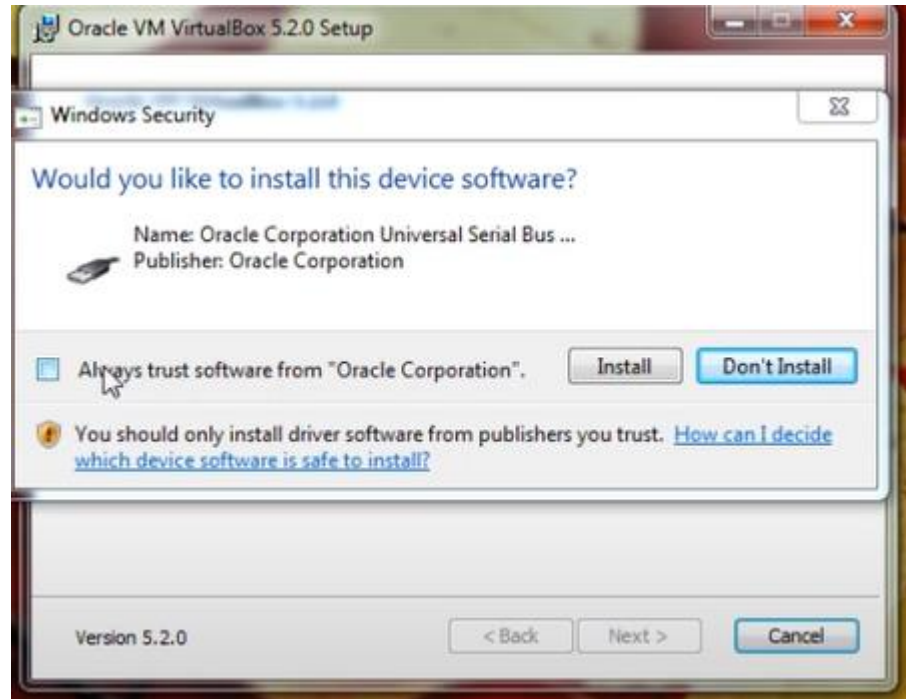 Oracle VM VirtualBox 5.2.0 Setup
Windows Security
Would you like to install this device software?
Name: Oracle Corporation Universal Serial Bus ...
Publisher: Oracle Corporation
Always trust software from "Oracle Corporation".
Install
Don't Install
You should only install driver software from publishers you trust. How can I decide
which device software is safe to install?
Version 5.2.0
< Back
Next >
Cancel